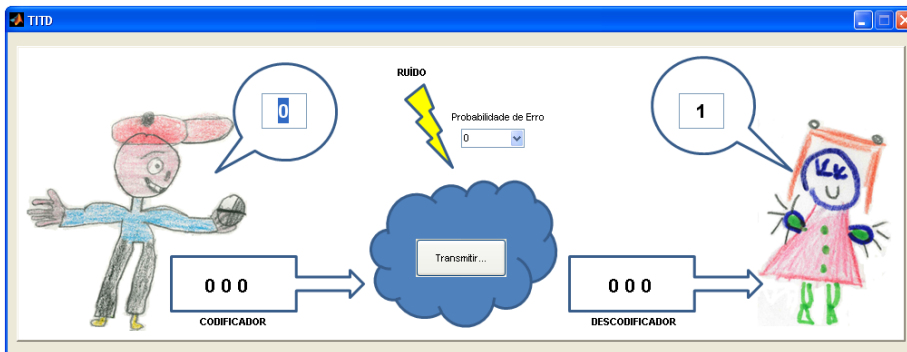 TITD
RUÍDO
0
Probabilidade de Erro
0
1
Transmitir...
0 0 0
0 0 0
CODIFICADOR
DESCODIFICADOR